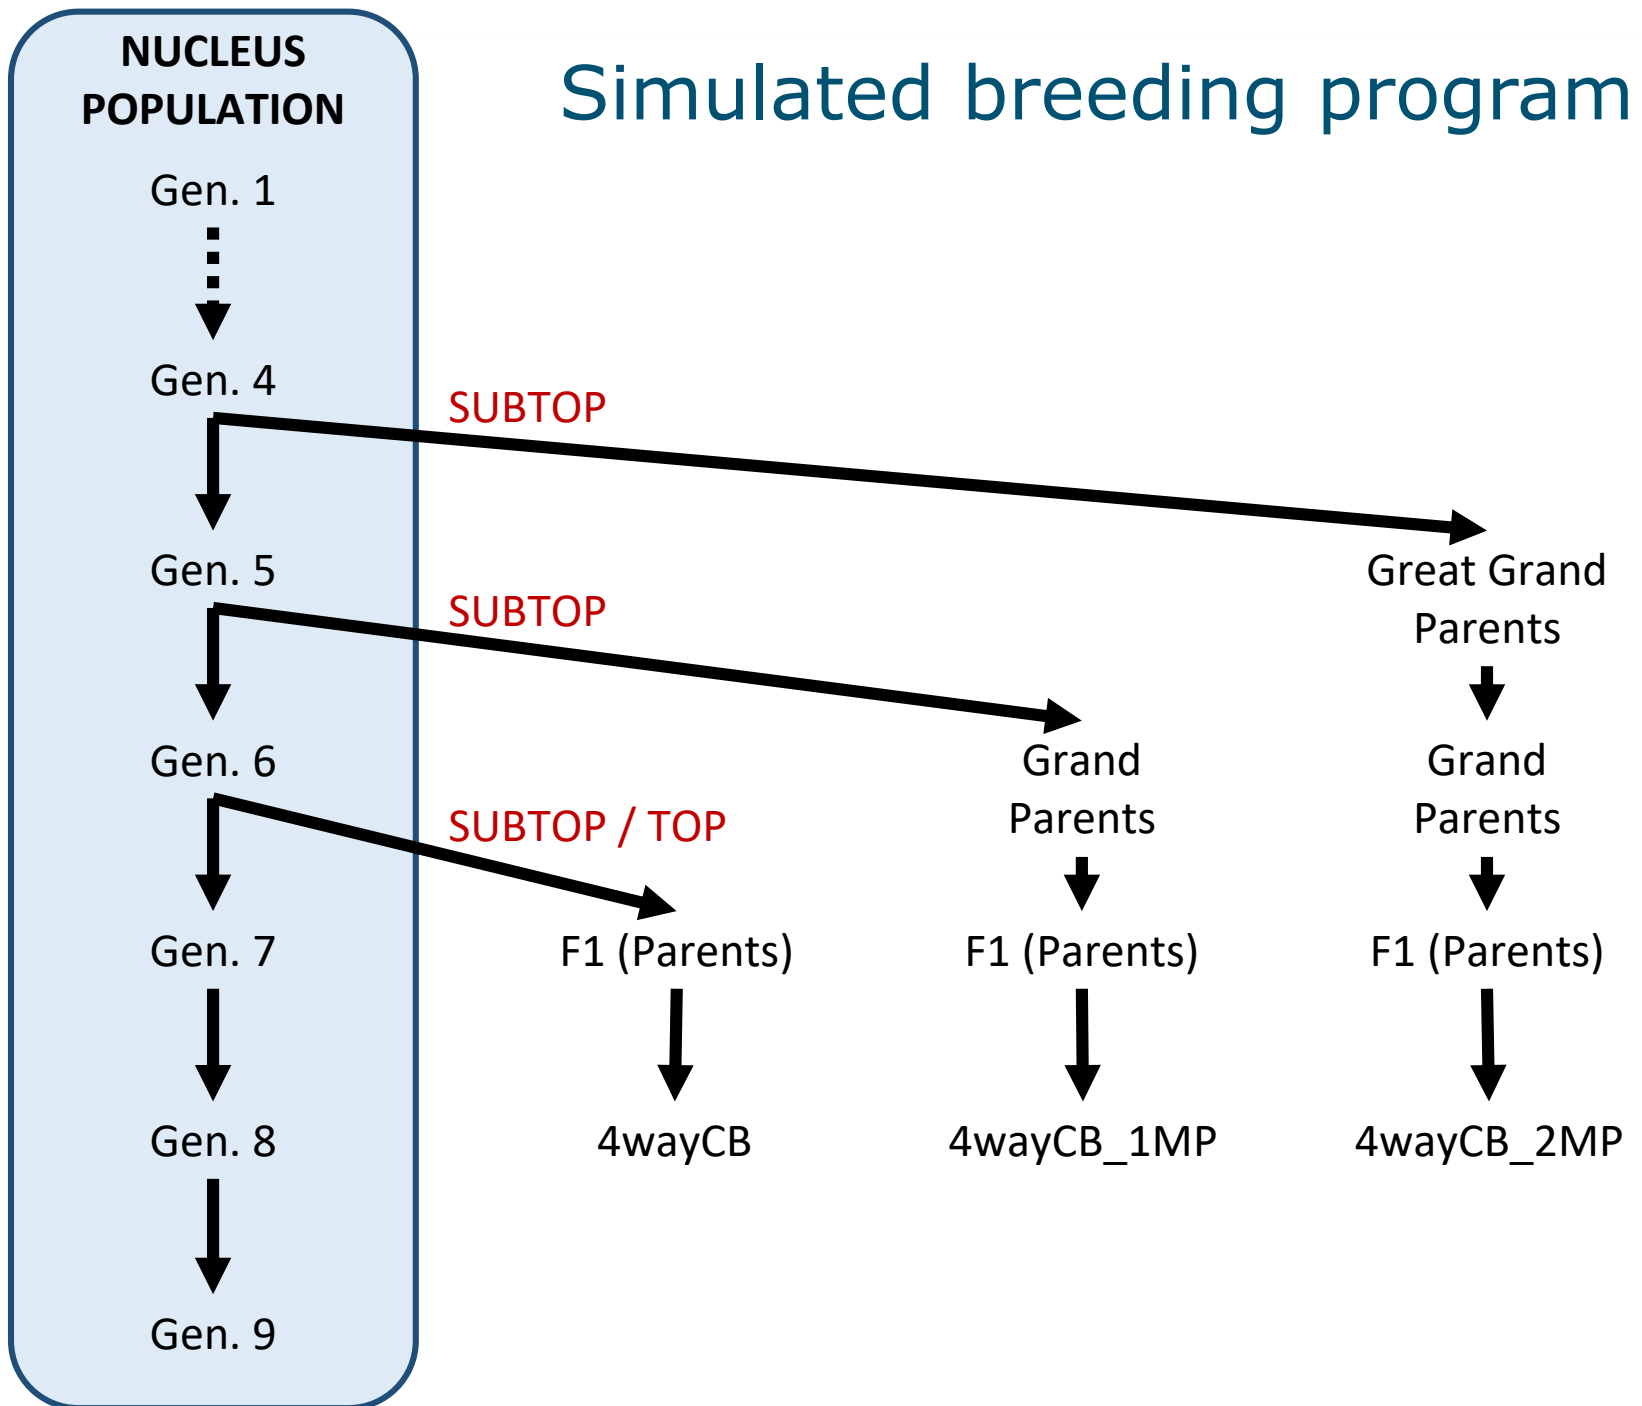 NUCLEUS
POPULATION
Simulated breeding program
Gen. 1
Gen. 4
SUBTOP
Gen. 5
Great Grand
Parents
SUBTOP
Gen. 6
Grand
Parents
Grand
Parents
SUBTOP / TOP
Gen. 7
F1 (Parents)
F1 (Parents)
F1 (Parents)
Gen. 8
4wayCB
4wayCB_1MP
4wayCB_2MP
Gen. 9